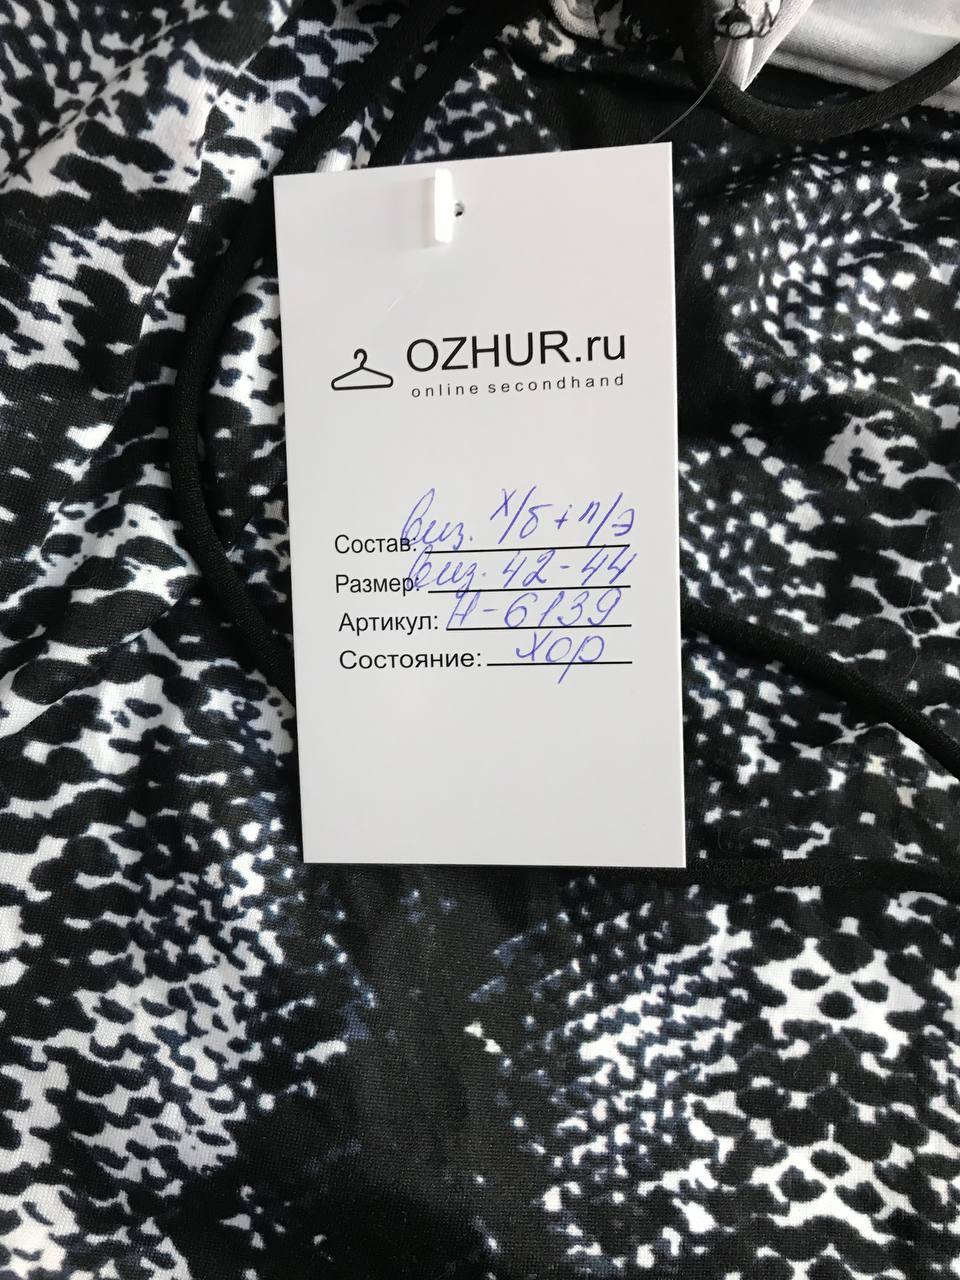 OZHUR.ru
online secondhand
Состав: виз. х/б + п/э
Размер: виз. 42-44
Артикул: Н-6139
Состояние: хор